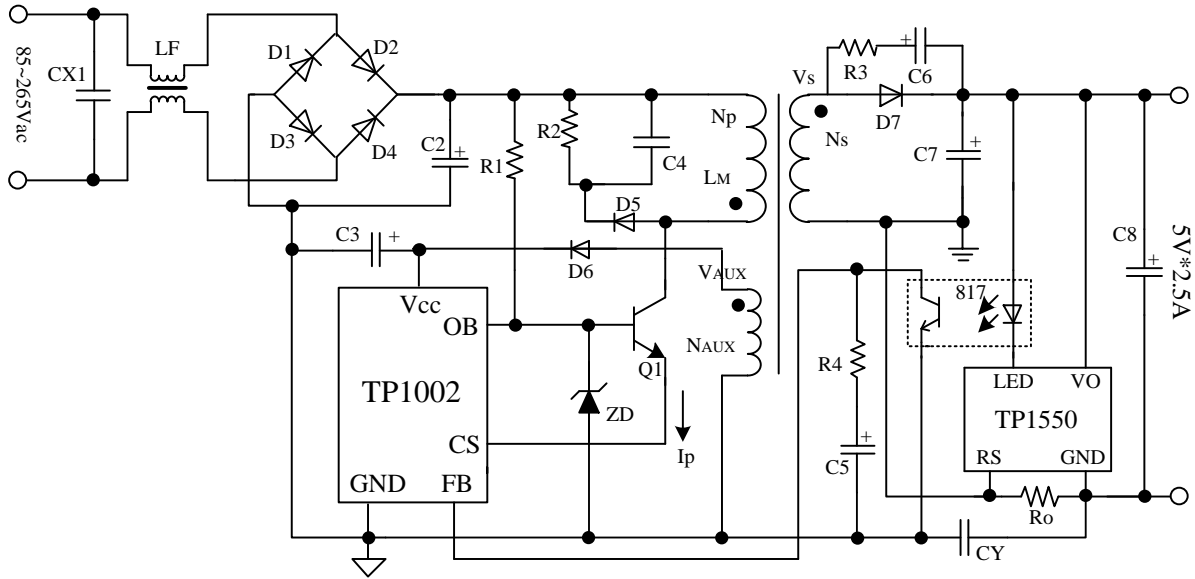 85~265Vac
CX1
LF
D1
D2
D3
D4
C2
R1
R2
C4
Np
LM
Vs
Ns
R3
C6
D7
C7
D5
C3
D6
VAUX
NAUX
Vcc
OB
TP1002
CS
GND
FB
ZD
Q1
Ip
R4
C5
817
C8
5V*2.5A
LED
VO
TP1550
RS
GND
Ro
CY
+
+
+
+
+
+